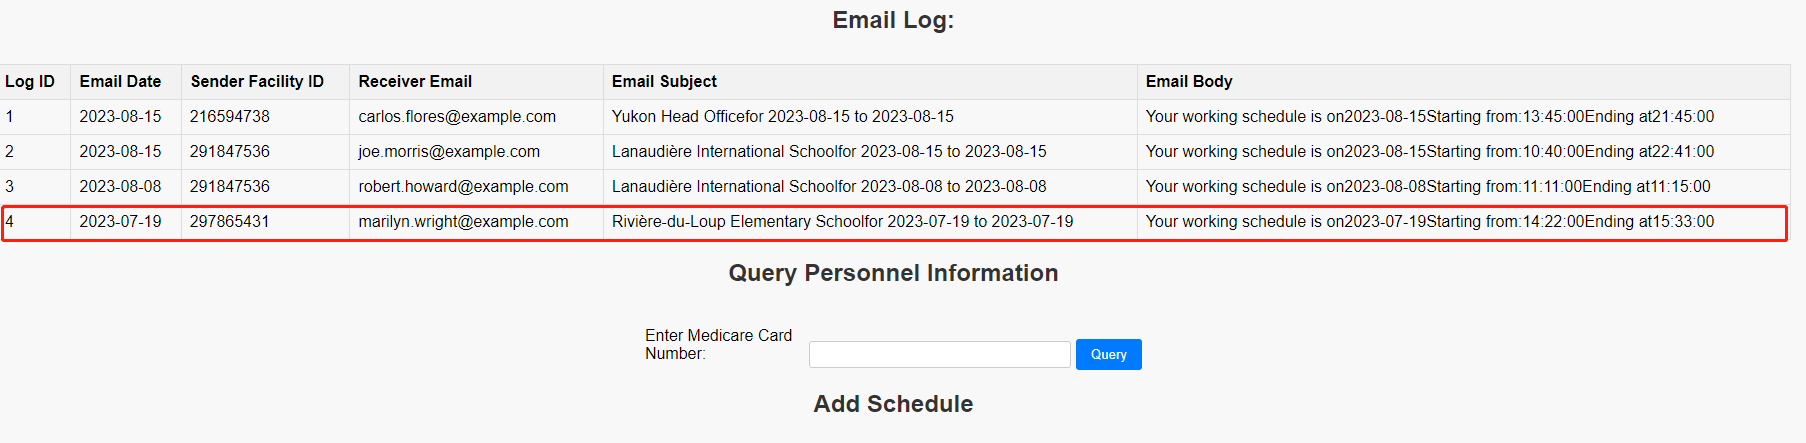 Email Log:
Log ID Email Date Sender Facility ID Receiver Email Email Subject Email Body
1 2023-08-15 216594738 carlos.flores@example.com Yukon Head Officefor 2023-08-15 to 2023-08-15 Your working schedule is on2023-08-15Starting from:13:45:00Ending at21:45:00
2 2023-08-15 291847536 joe.morris@example.com Lanaudière International Schoolfor 2023-08-15 to 2023-08-15 Your working schedule is on2023-08-15Starting from:10:40:00Ending at22:41:00
3 2023-08-08 291847536 robert.howard@example.com Lanaudière International Schoolfor 2023-08-08 to 2023-08-08 Your working schedule is on2023-08-08Starting from:11:11:00Ending at11:15:00
4 2023-07-19 297865431 marilyn.wright@example.com Rivière-du-Loup Elementary Schoolfor 2023-07-19 to 2023-07-19 Your working schedule is on2023-07-19Starting from:14:22:00Ending at15:33:00
Query Personnel Information
Enter Medicare Card
Number:
Query
Add Schedule